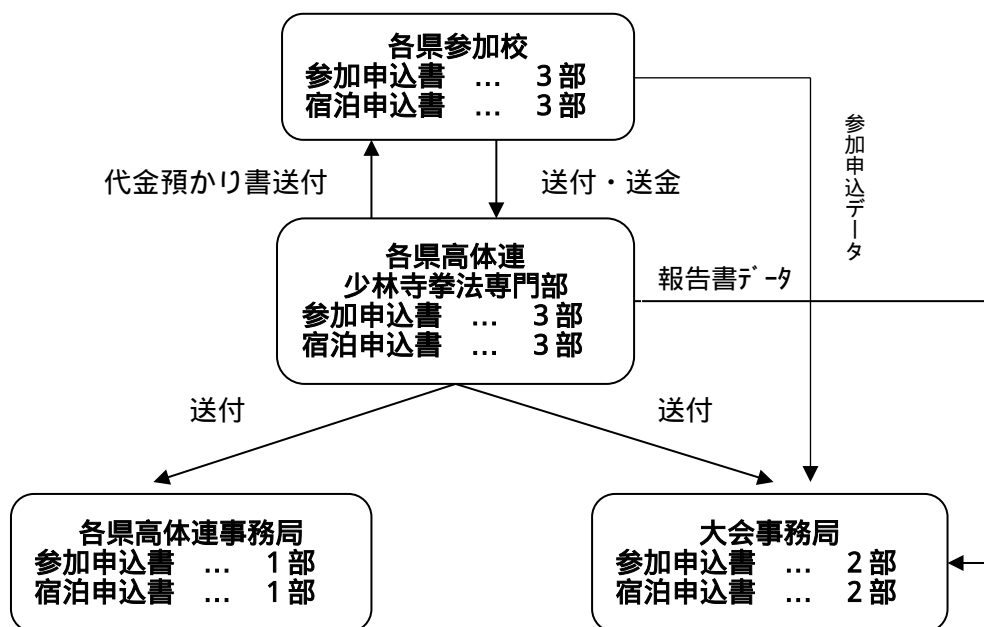 各県参加校
参加申込書　…　３部
宿泊申込書　…　３部
参加申込データ
代金預かり書送付
送付・送金
各県高体連
少林寺拳法専門部
参加申込書　…　３部
宿泊申込書　…　３部
報告書ﾃﾞｰﾀ
送付
送付
各県高体連事務局
参加申込書　…　１部
宿泊申込書　…　１部
大会事務局
参加申込書　…　２部
宿泊申込書　…　２部